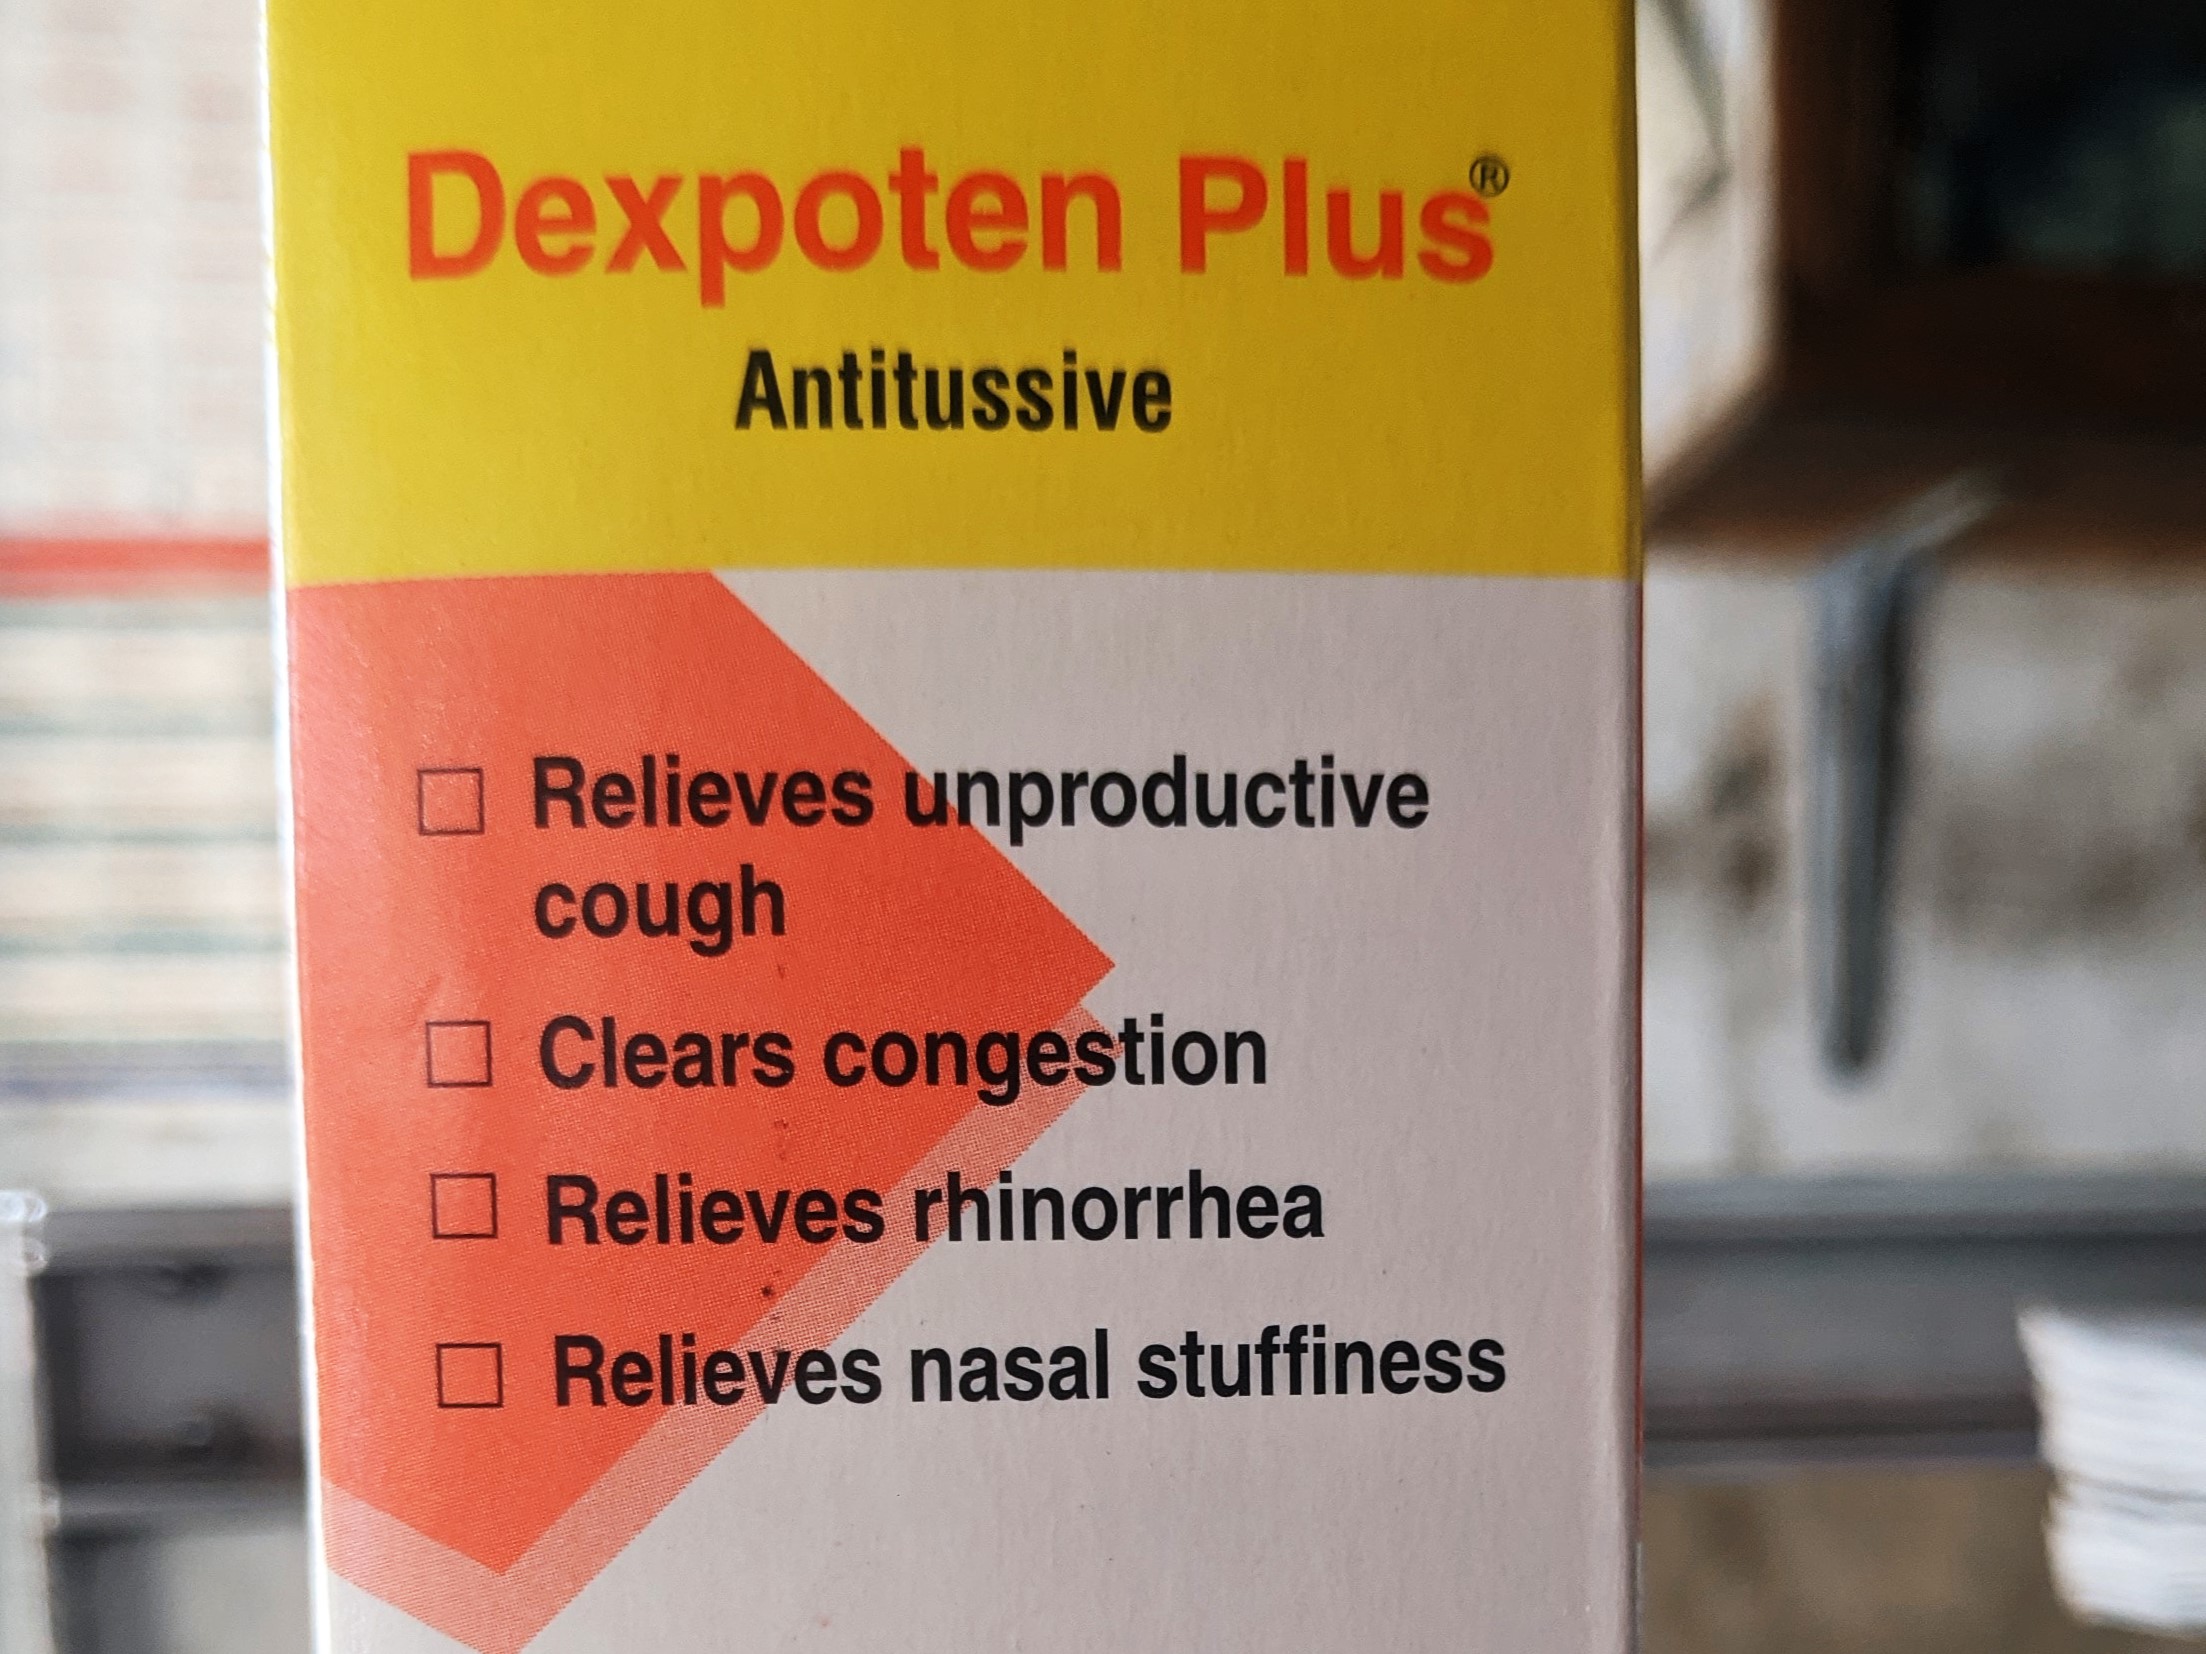 Dexpoten Plus®
Antitussive
□ Relieves unproductive
cough
□ Clears congestion
□ Relieves rhinorrhea
□ Relieves nasal stuffiness